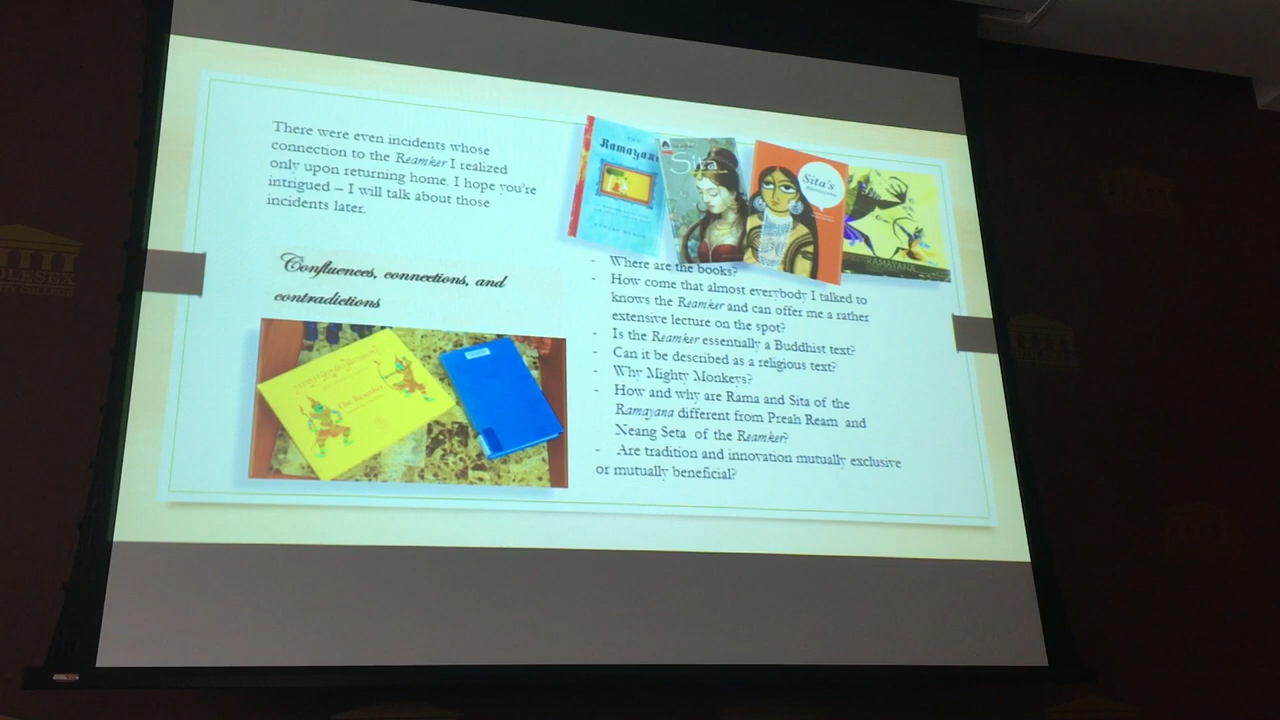 There were even incidents whose
connection to the Reamker I realized
only upon returning home. I hope you're
intrigued – I will talk about those
incidents later.
Confluences, connections, and
contradictions
The Reamker
THE
Ramayana
Sita
Sita's
RAMAYANA
- Where are the books?
- How come that almost everybody I talked to
knows the Reamker and can offer me a rather
extensive lecture on the spot?
- Is the Reamker essentially a Buddhist text?
- Can it be described as a religious text?
- Why Mighty Monkeys?
- How and why are Rama and Sita of the
Ramayana different from Preah Ream and
Neang Seta of the Reamker?
- Are tradition and innovation mutually exclusive
or mutually beneficial?
DLESEX